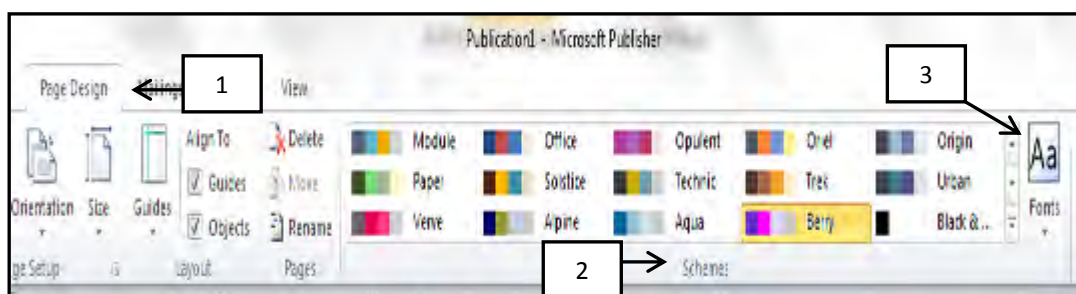 Publication1 - Microsoft Publisher
3
Page Design 1 View
Align To Delete Module Office Opulent Oriel Origin
Aa
Guides Move Paper Solstice Technic Trek Urban
Orientation Size Guides Fonts
Objects Rename Verve Alpine Aqua Berry Black & ...
2
ge Setup Layout Pages Schemes